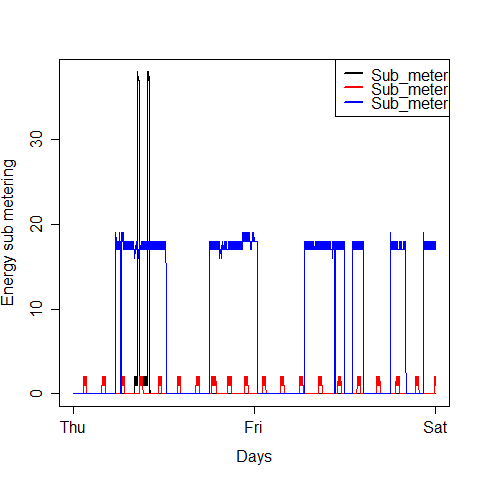 Sub_meter
Sub_meter
Sub_meter
Energy sub metering
30
20
10
0
Thu
Fri
Sat
Days